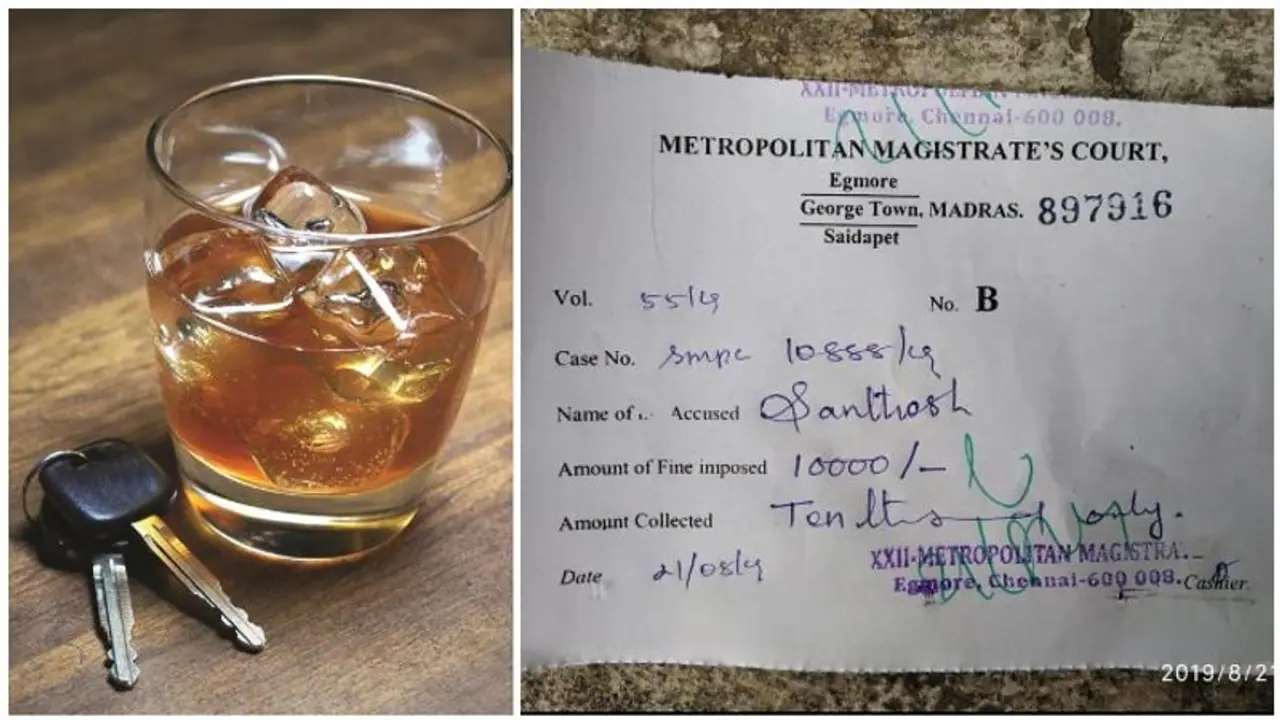 XXII-METROPOLITAN
Egmore, Chennai-600 008.
METROPOLITAN MAGISTRATE'S COURT,
Egmore
George Town, MADRAS. 897916
Saidapet
Vol. 55/19
No. B
Case No. smpc 10888/19
Name of Accused Santhosh
Amount of Fine imposed 10000/-
Amount Collected Ten only.
Date 21/08/19
XXII-METROPOLITAN MAGISTRA
Egmore, Chennai-600 008. Cashier.
2019/8/21